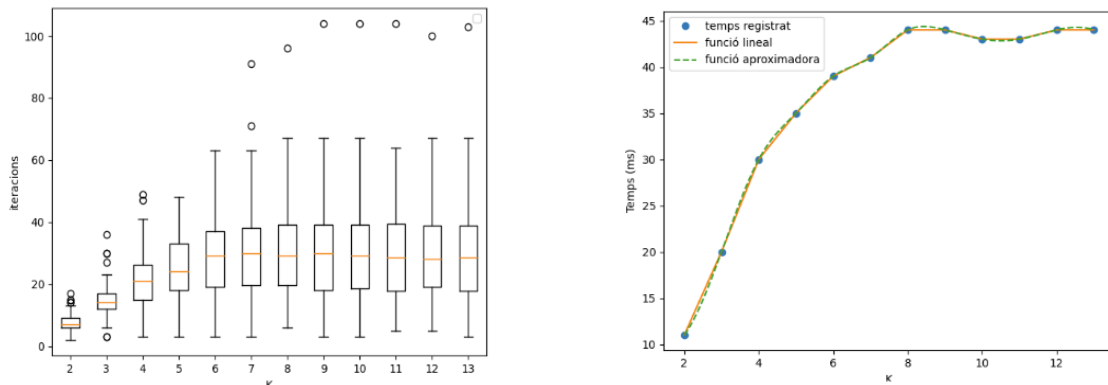 100
80
60
40
20
0
iteracions
2 3 4 5 6 7 8 9 10 11 12 13
K
45
40
35
30
25
20
15
10
Temps (ms)
temps registrat
funció lineal
funció aproximadora
2 4 6 8 10 12
K